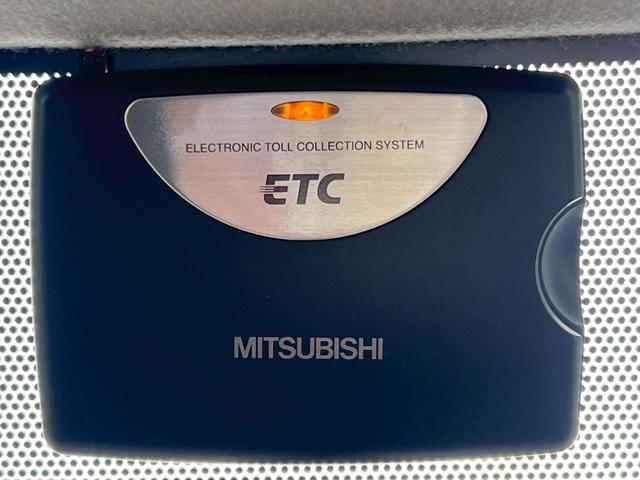 ELECTRONIC TOLL COLLECTION SYSTEM
ETC
MITSUBISHI